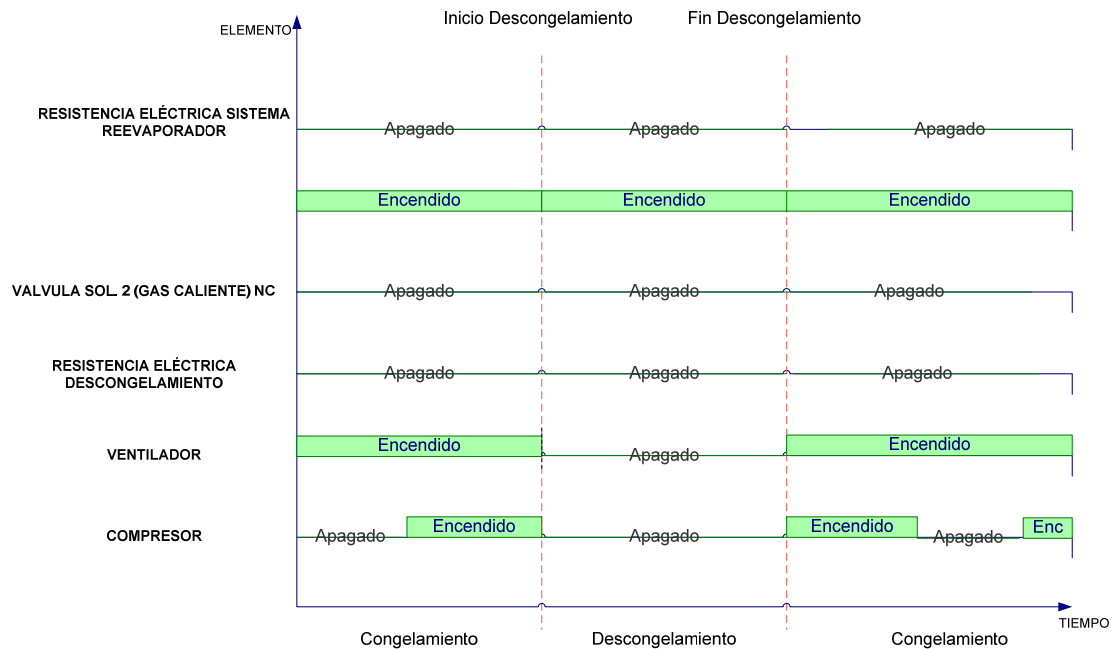 Inicio Descongelamiento Fin Descongelamiento
ELEMENTO
RESISTENCIA ELÉCTRICA SISTEMA
REEVAPORADOR
Apagado Apagado Apagado
Encendido Encendido Encendido
VALVULA SOL. 2 (GAS CALIENTE) NC
Apagado Apagado Apagado
RESISTENCIA ELÉCTRICA
DESCONGELAMIENTO
Apagado Apagado Apagado
VENTILADOR
Encendido Apagado Encendido
COMPRESOR
Apagado Encendido Apagado Encendido Apagado Enc
TIEMPO
Congelamiento Descongelamiento Congelamiento